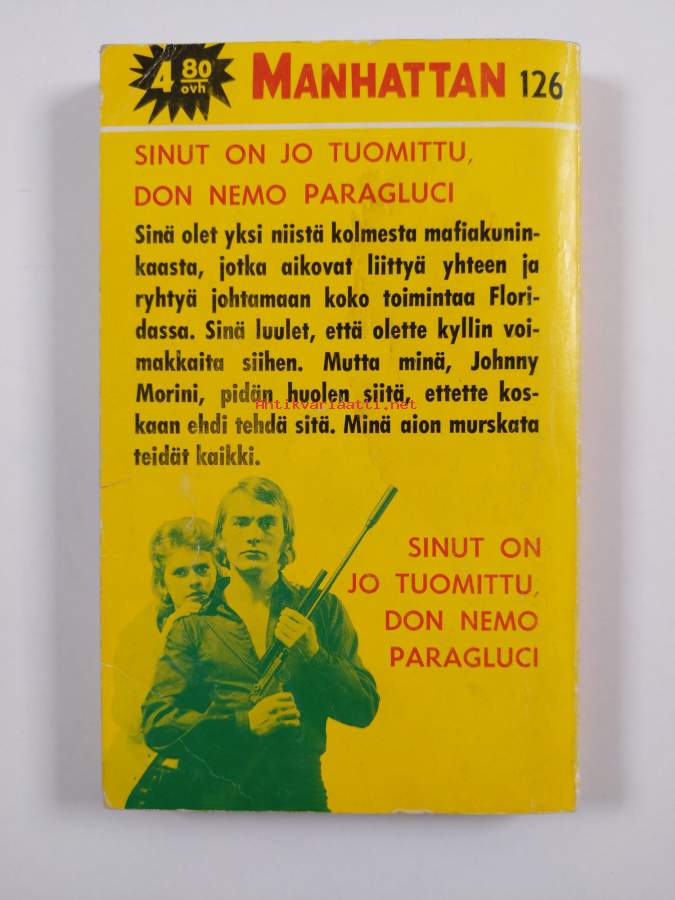 4 80 ovh
MANHATTAN 126
SINUT ON JO TUOMITTU,
DON NEMO PARAGLUCI
Sinä olet yksi niistä kolmesta mafiakunin-
kaasta, jotka aikovat liittyä yhteen ja
ryhtyä johtamaan koko toimintaa Flori-
dassa. Sinä luulet, että olette kyllin voi-
makkaita siihen. Mutta minä, Johnny
Morini, pidän huolen siitä, ettette kos-
Antikvariaatti.net
kaan ehdi tehdä sitä. Minä aion murskata
teidät kaikki.
SINUT ON
JO TUOMITTU,
DON NEMO
PARAGLUCI